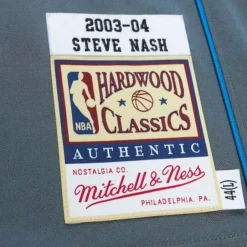 2003-04
STEVE NASH
HARDWOOD
NBA
CLASSICS
AUTHENTIC
NOSTALGIA CO.
Mitchell & Ness
PHILADELPHIA, PA.
44(L)